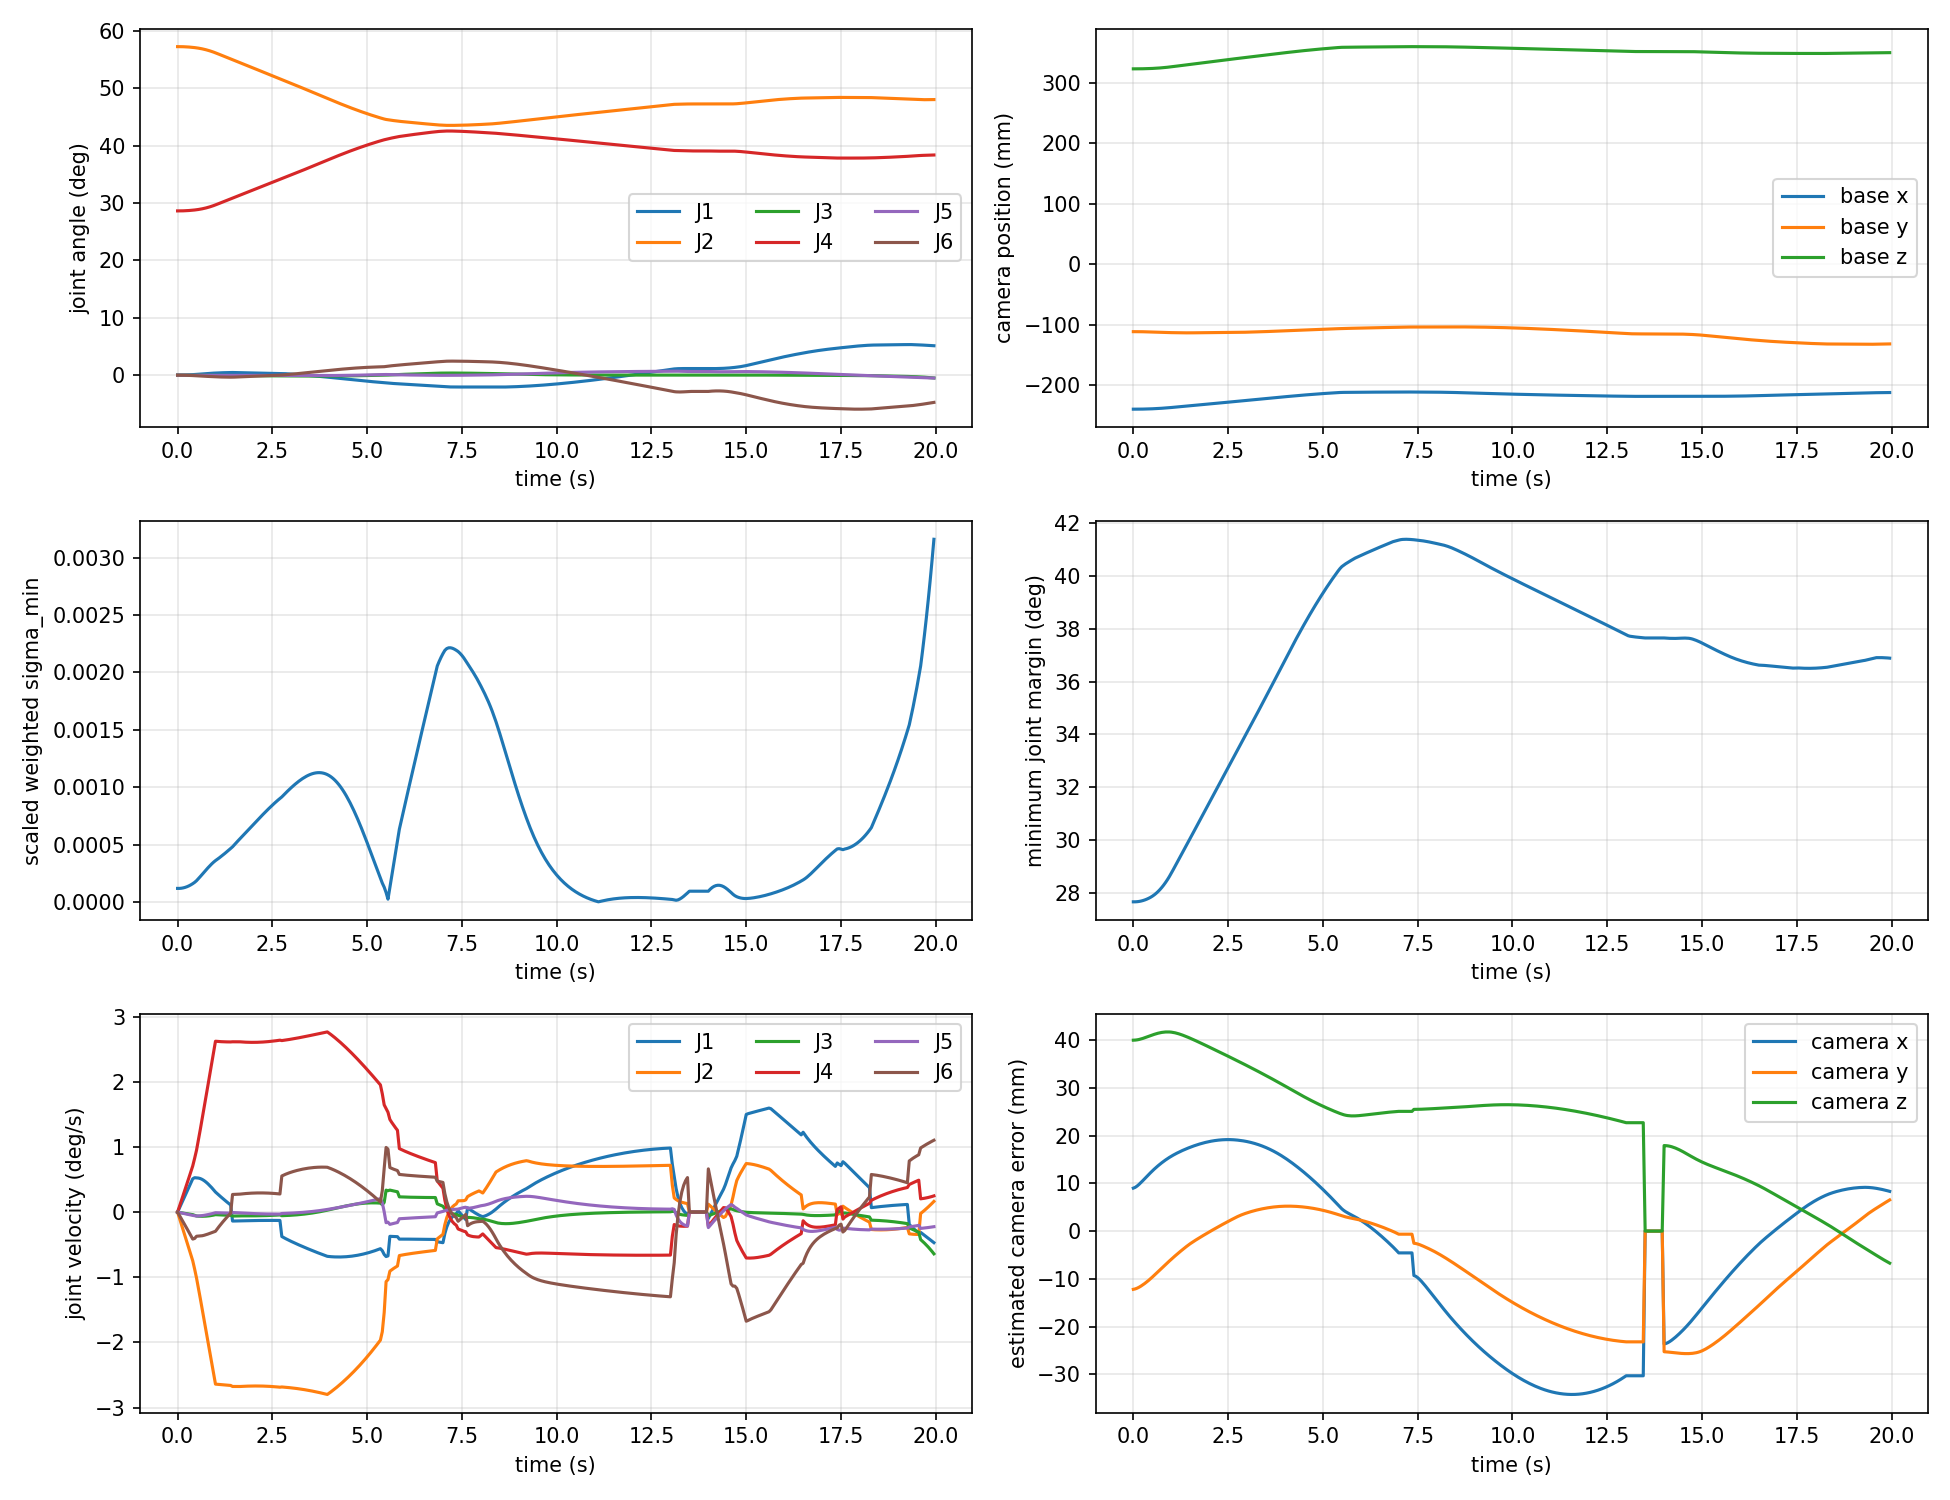 60
50
40
30
20
10
0
joint angle (deg)
J1 J3 J5
J2 J4 J6
0.0 2.5 5.0 7.5 10.0 12.5 15.0 17.5 20.0
time (s)
300
200
100
0
−100
−200
camera position (mm)
base x
base y
base z
0.0 2.5 5.0 7.5 10.0 12.5 15.0 17.5 20.0
time (s)
0.0030
0.0025
0.0020
0.0015
0.0010
0.0005
0.0000
scaled weighted sigma_min
0.0 2.5 5.0 7.5 10.0 12.5 15.0 17.5 20.0
time (s)
42
40
38
36
34
32
30
28
minimum joint margin (deg)
0.0 2.5 5.0 7.5 10.0 12.5 15.0 17.5 20.0
time (s)
3
2
1
0
−1
−2
−3
joint velocity (deg/s)
J1 J3 J5
J2 J4 J6
0.0 2.5 5.0 7.5 10.0 12.5 15.0 17.5 20.0
time (s)
40
30
20
10
0
−10
−20
−30
estimated camera error (mm)
camera x
camera y
camera z
0.0 2.5 5.0 7.5 10.0 12.5 15.0 17.5 20.0
time (s)